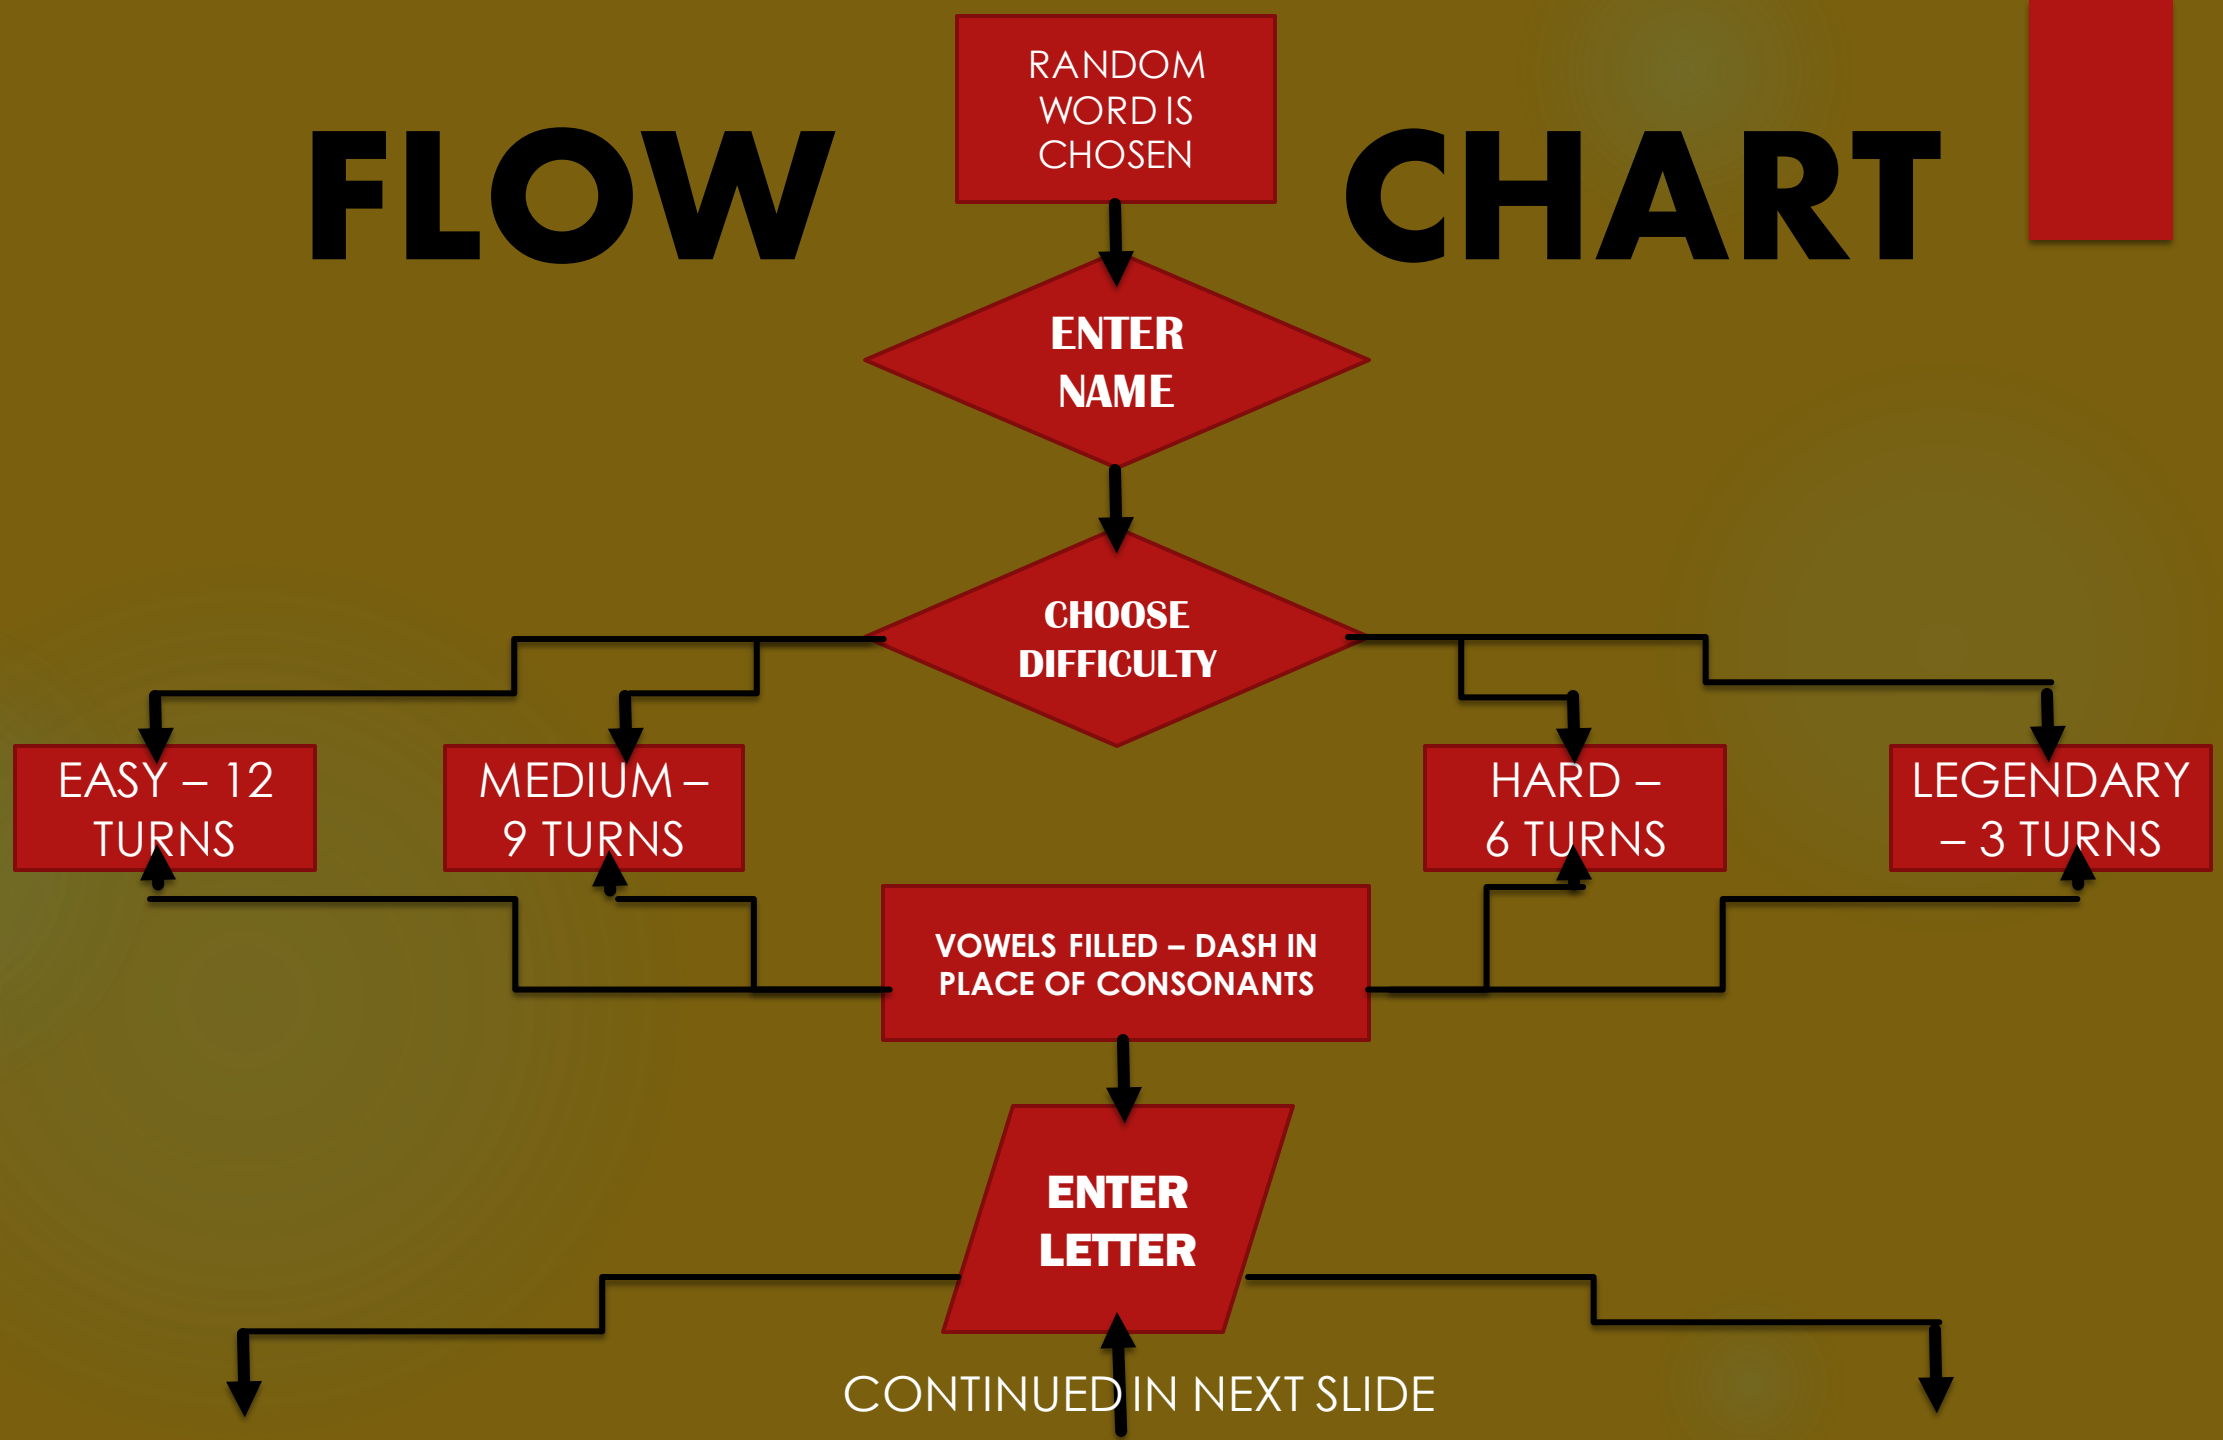 RANDOM
WORD IS
CHOSEN
FLOW CHART
ENTER
NAME
CHOOSE
DIFFICULTY
EASY – 12
TURNS
MEDIUM –
9 TURNS
HARD –
6 TURNS
LEGENDARY
– 3 TURNS
VOWELS FILLED – DASH IN
PLACE OF CONSONANTS
ENTER
LETTER
CONTINUED IN NEXT SLIDE